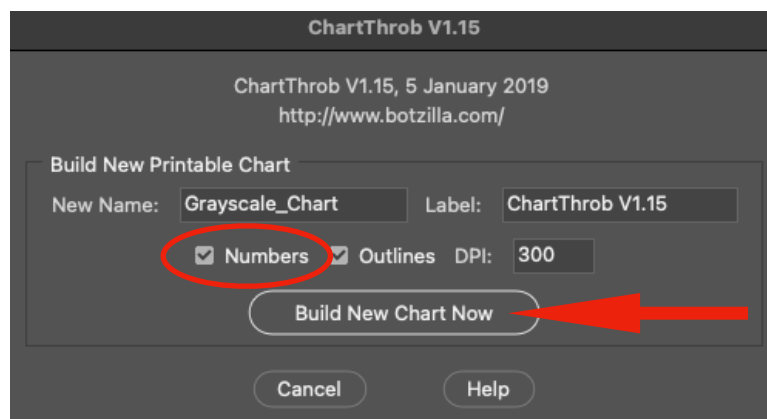 ChartThrob V1.15
ChartThrob V1.15, 5 January 2019
http://www.botzilla.com/
Build New Printable Chart
New Name: Grayscale_Chart Label: ChartThrob V1.15
Numbers Outlines DPI: 300
Build New Chart Now
Cancel Help